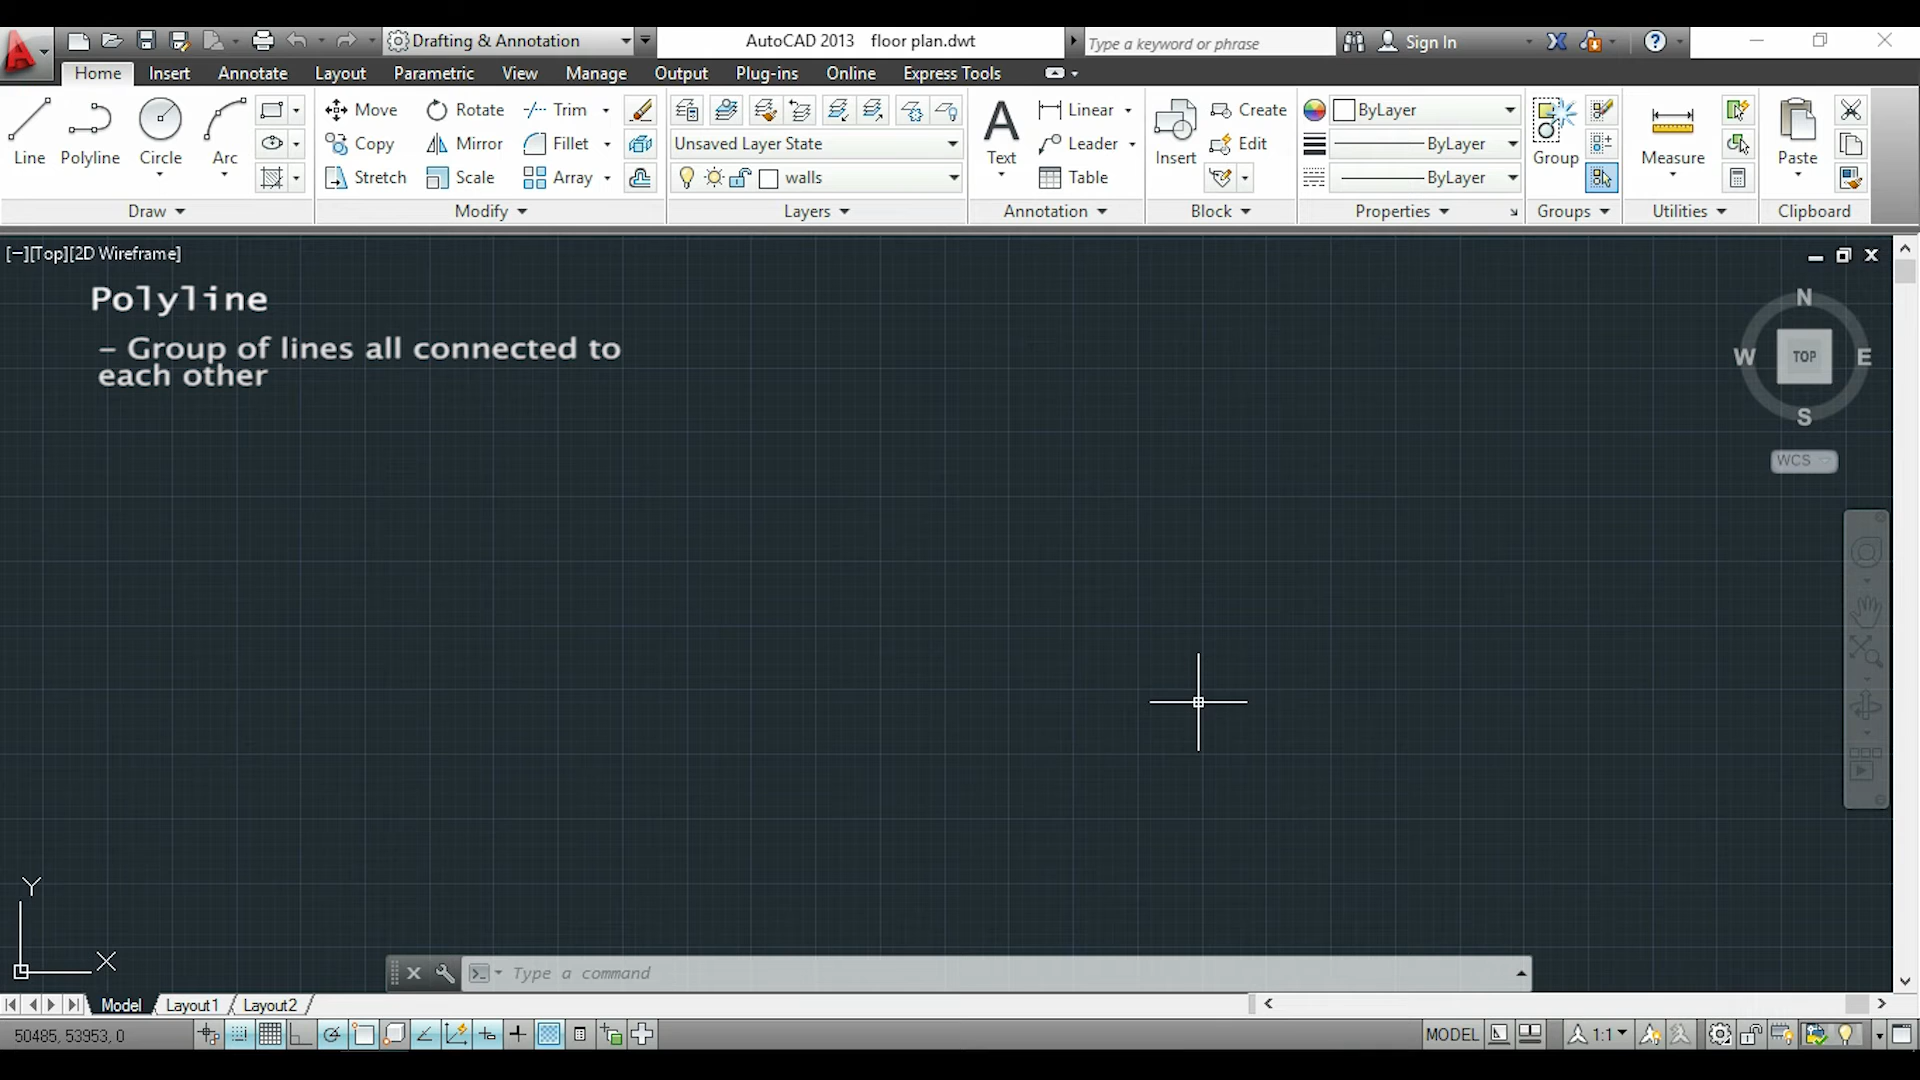 Drafting & Annotation
AutoCAD 2013 floor plan.dwt
Type a keyword or phrase
Sign In
Home Insert Annotate Layout Parametric View Manage Output Plug-ins Online Express Tools
Line Polyline Circle Arc
Move Rotate Trim
Copy Mirror Fillet
Stretch Scale Array
Unsaved Layer State
walls
Text
Linear
Leader
Table
Insert
Create
Edit
ByLayer
ByLayer
ByLayer
Group
Measure
Paste
Draw Modify Layers Annotation Block Properties Groups Utilities Clipboard
[−][Top][2D Wireframe]
Polyline
– Group of lines all connected to
each other
N
W TOP E
S
WCS
Y
X
Type a command
Model Layout1 Layout2
50485, 53953, 0
MODEL
1:1